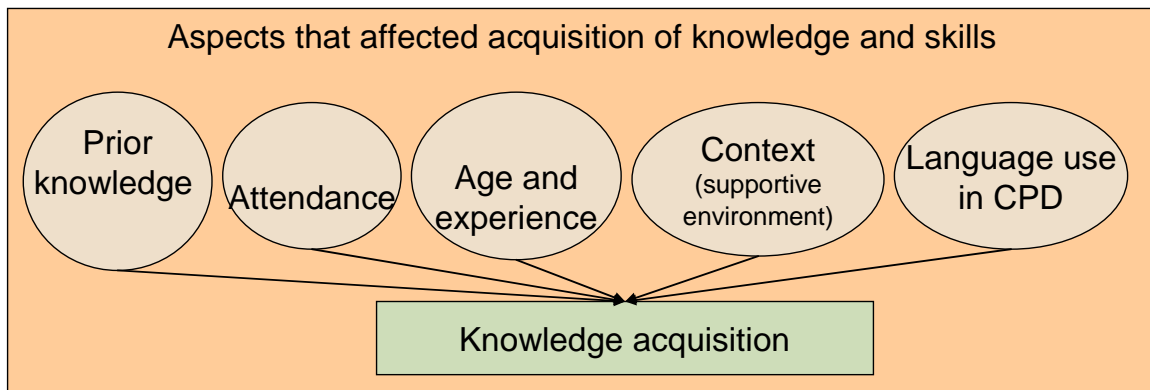 Aspects that affected acquisition of knowledge and skills
Prior
knowledge
Attendance
Age and
experience
Context
(supportive
environment)
Language use
in CPD
Knowledge acquisition